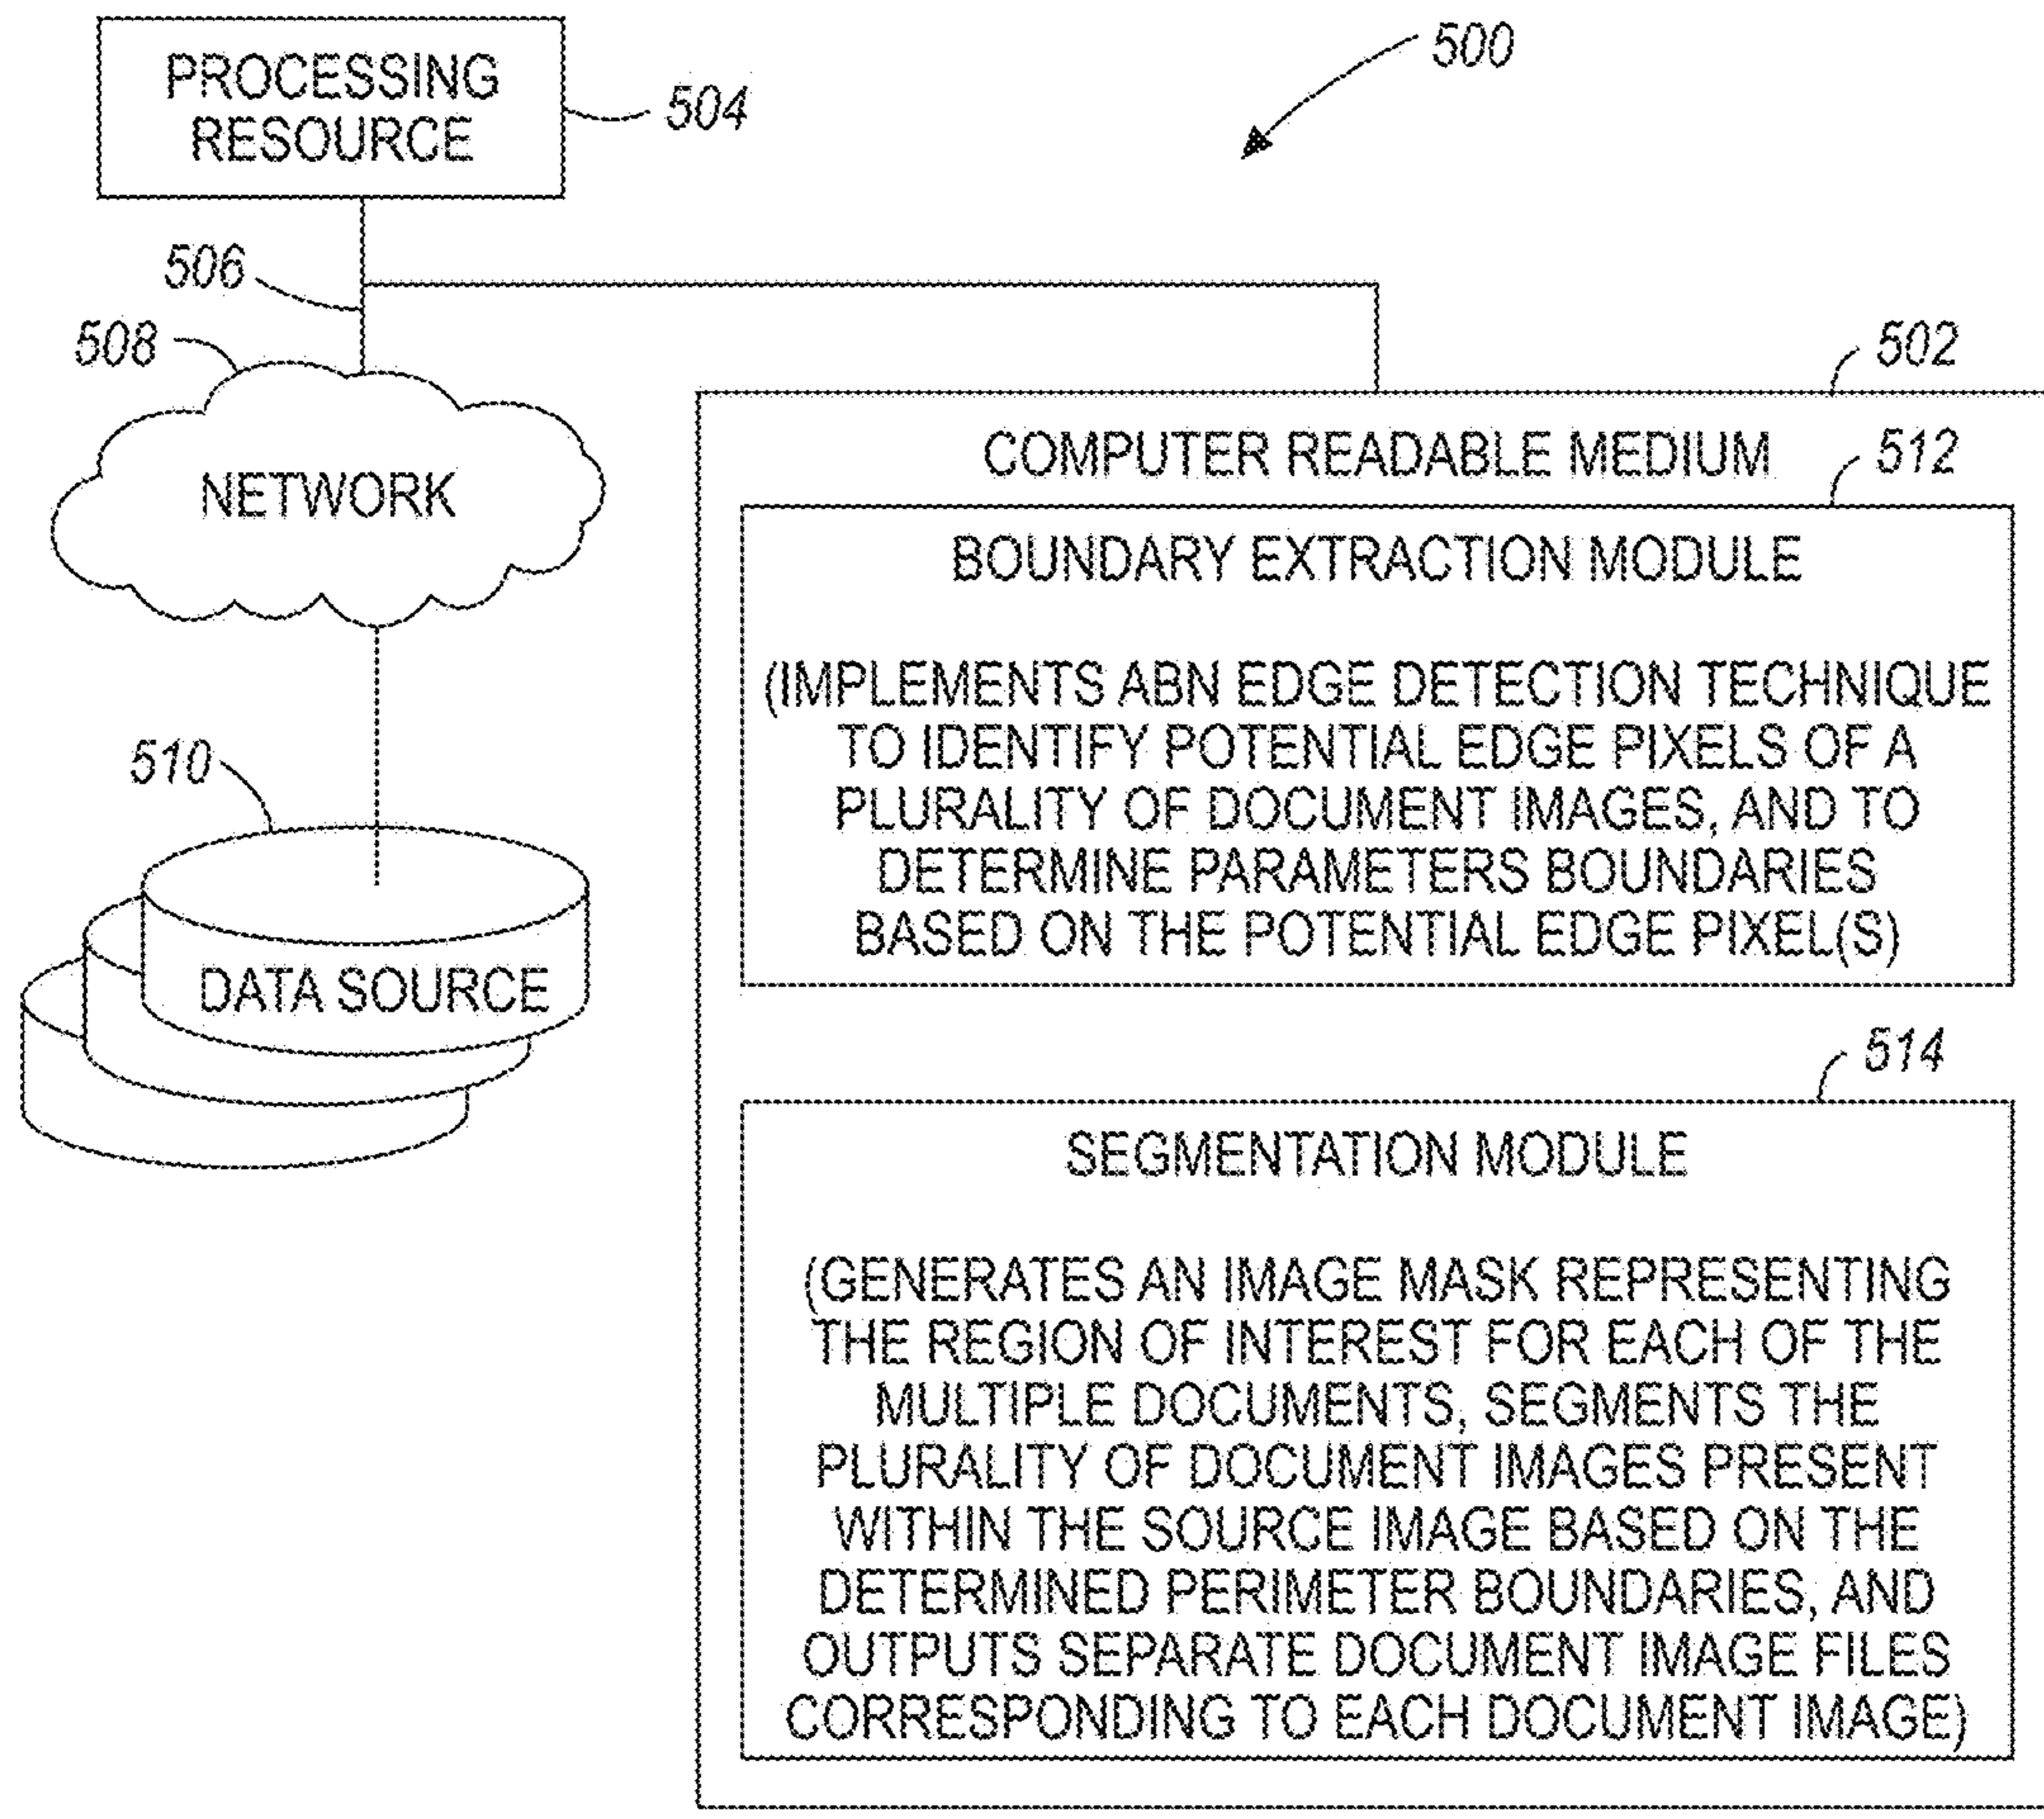 PROCESSING
RESOURCE
504
500
506
508
NETWORK
510
DATA SOURCE
502
COMPUTER READABLE MEDIUM
512
BOUNDARY EXTRACTION MODULE
(IMPLEMENTS ABN EDGE DETECTION TECHNIQUE
TO IDENTIFY POTENTIAL EDGE PIXELS OF A
PLURALITY OF DOCUMENT IMAGES, AND TO
DETERMINE PARAMETERS BOUNDARIES
BASED ON THE POTENTIAL EDGE PIXEL(S)
514
SEGMENTATION MODULE
(GENERATES AN IMAGE MASK REPRESENTING
THE REGION OF INTEREST FOR EACH OF THE
MULTIPLE DOCUMENTS, SEGMENTS THE
PLURALITY OF DOCUMENT IMAGES PRESENT
WITHIN THE SOURCE IMAGE BASED ON THE
DETERMINED PERIMETER BOUNDARIES, AND
OUTPUTS SEPARATE DOCUMENT IMAGE FILES
CORRESPONDING TO EACH DOCUMENT IMAGE)